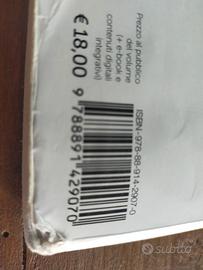 Prezzo al pubblico
del volume
(+ e-book e
contenuti digitali
integrativi)
€ 18,00
ISBN 978-88-914-2907-0
9 788891 429070
subito